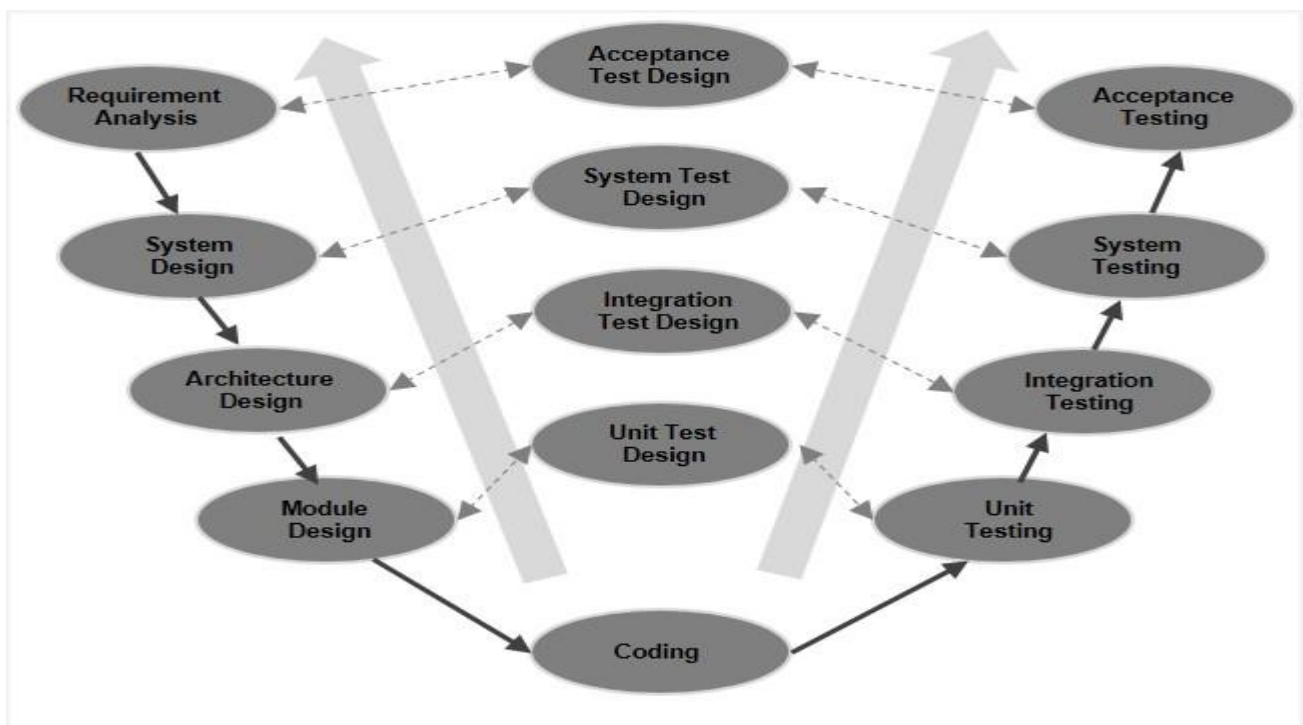 Acceptance
Test Design
Requirement
Analysis
Acceptance
Testing
System Test
Design
System
Design
System
Testing
Integration
Test Design
Architecture
Design
Integration
Testing
Unit Test
Design
Module
Design
Unit
Testing
Coding